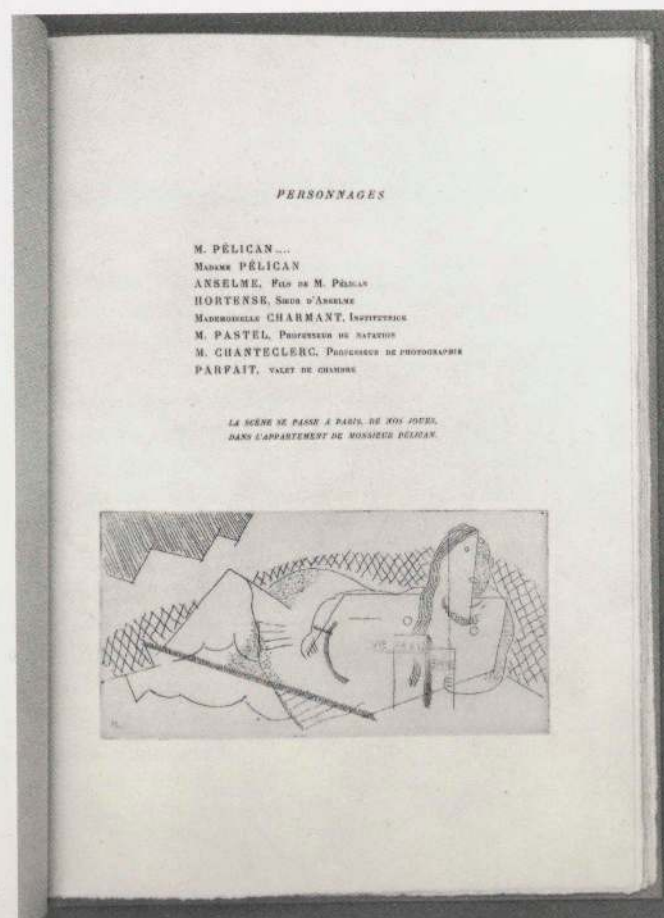 PERSONNAGES
M. PÉLICAN....
MADAME PÉLICAN
ANSELME, FILS DE M. PÉLICAN
HORTENSE, SŒUR D'ANSELME
MADEMOISELLE CHARMANT, INSTITUTRICE
M. PASTEL, PROFESSEUR DE NATATION
M. CHANTECLERC, PROFESSEUR DE PHOTOGRAPHIE
PARFAIT, VALET DE CHAMBRE
LA SCÈNE SE PASSE A PARIS, DE NOS JOURS,
DANS L'APPARTEMENT DE MONSIEUR PÉLICAN.